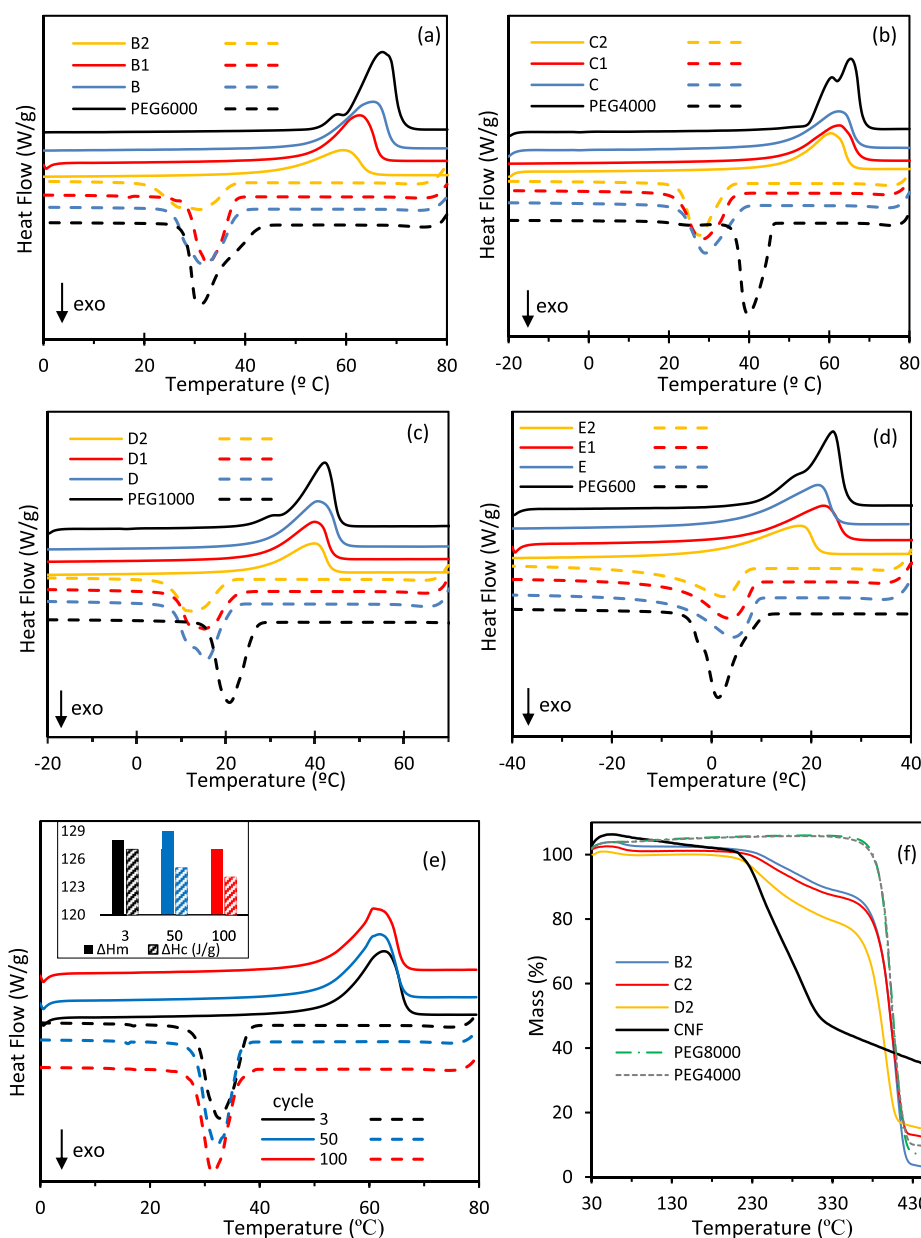 (a)
B2
B1
B
PEG6000
Heat Flow (W/g)
exo
0 20 40 60 80
Temperature (º C)
(b)
C2
C1
C
PEG4000
Heat Flow (W/g)
exo
-20 0 20 40 60 80
Temperature (º C)
(c)
D2
D1
D
PEG1000
Heat Flow (W/g)
exo
-20 0 20 40 60
Temperature (ºC)
(d)
E2
E1
E
PEG600
Heat Flow (W/g)
exo
-40 -20 0 20 40
Temperature (ºC)
(e)
129
126
123
120
3 50 100
ΔHm ΔHc (J/g)
Heat Flow (W/g)
cycle
3
50
100
exo
0 20 40 60 80
Temperature (ºC)
(f)
100
80
60
40
20
0
Mass (%)
B2
C2
D2
CNF
PEG8000
PEG4000
30 130 230 330 430
Temperature (ºC)